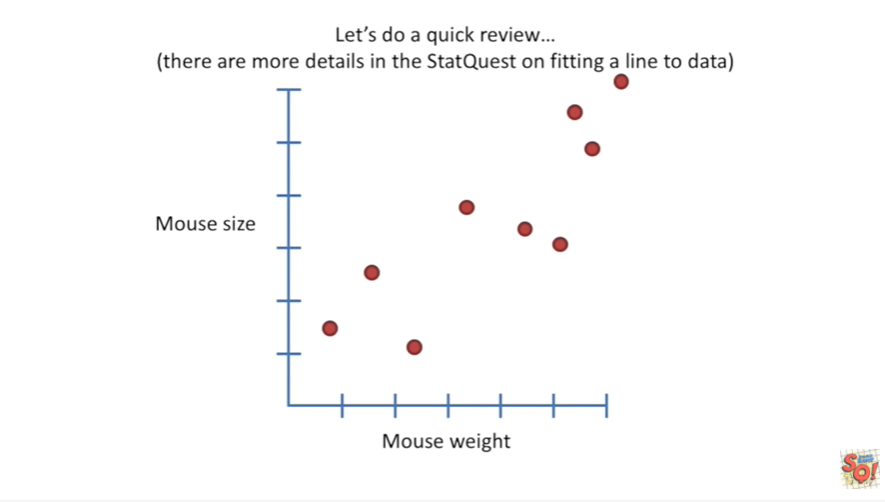 Let's do a quick review...
(there are more details in the StatQuest on fitting a line to data)
Mouse size
Mouse weight
SQ!